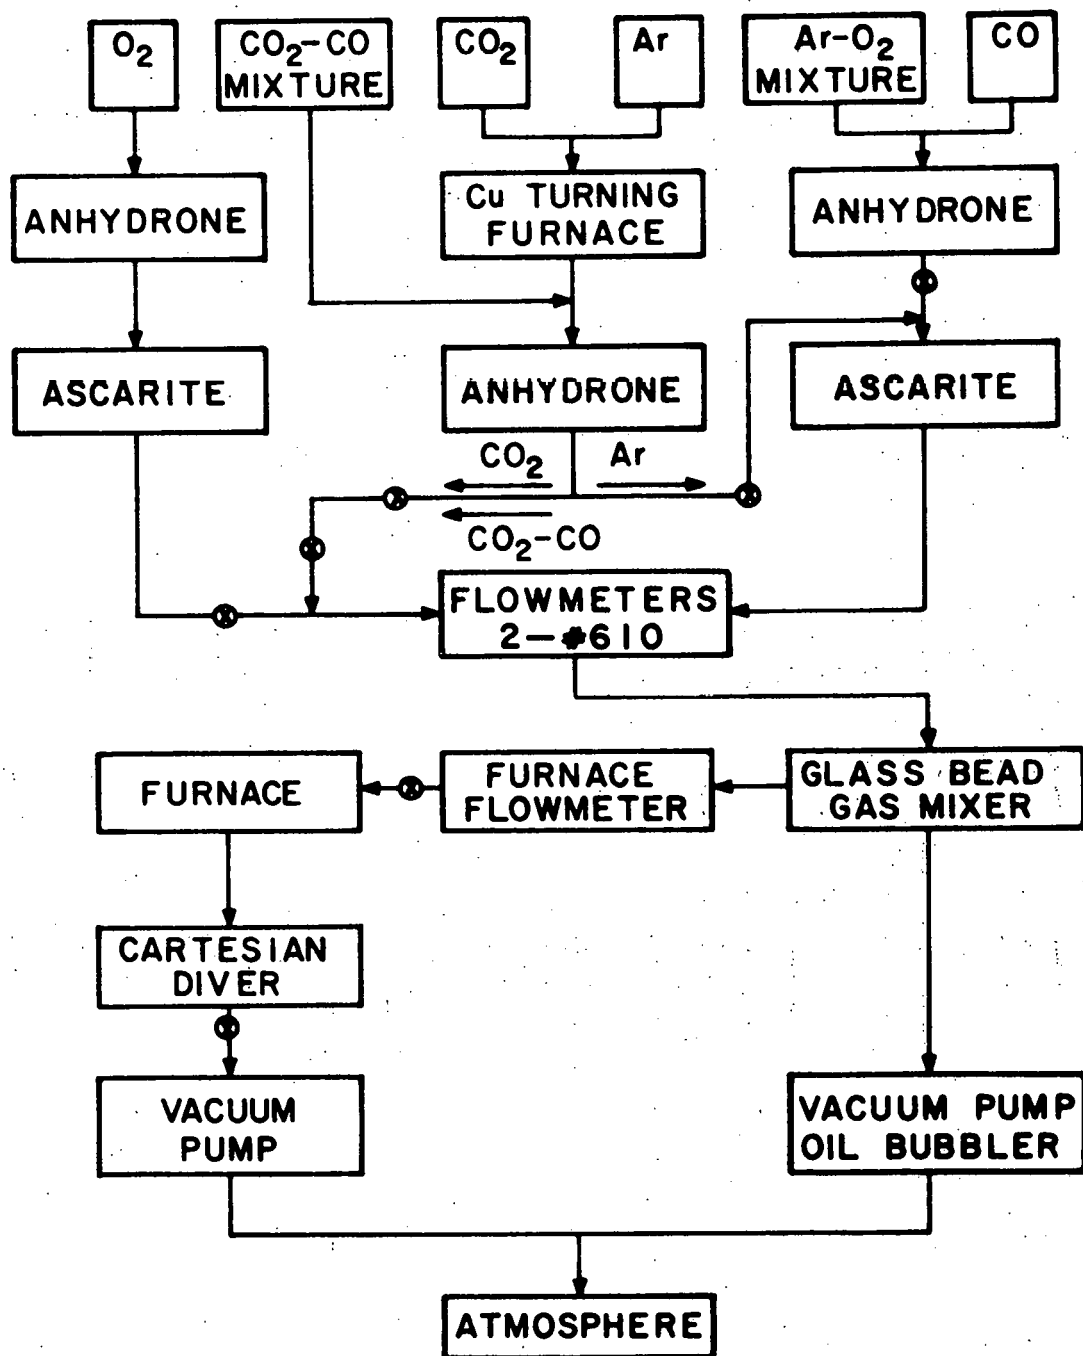 O₂
CO₂–CO
MIXTURE
CO₂
Ar
Ar–O₂
MIXTURE
CO
ANHYDRONE
Cu TURNING
FURNACE
ANHYDRONE
ASCARITE
ANHYDRONE
ASCARITE
CO₂
Ar
CO₂–CO
FLOWMETERS
2–#610
FURNACE
FURNACE
FLOWMETER
GLASS BEAD
GAS MIXER
CARTESIAN
DIVER
VACUUM
PUMP
VACUUM PUMP
OIL BUBBLER
ATMOSPHERE